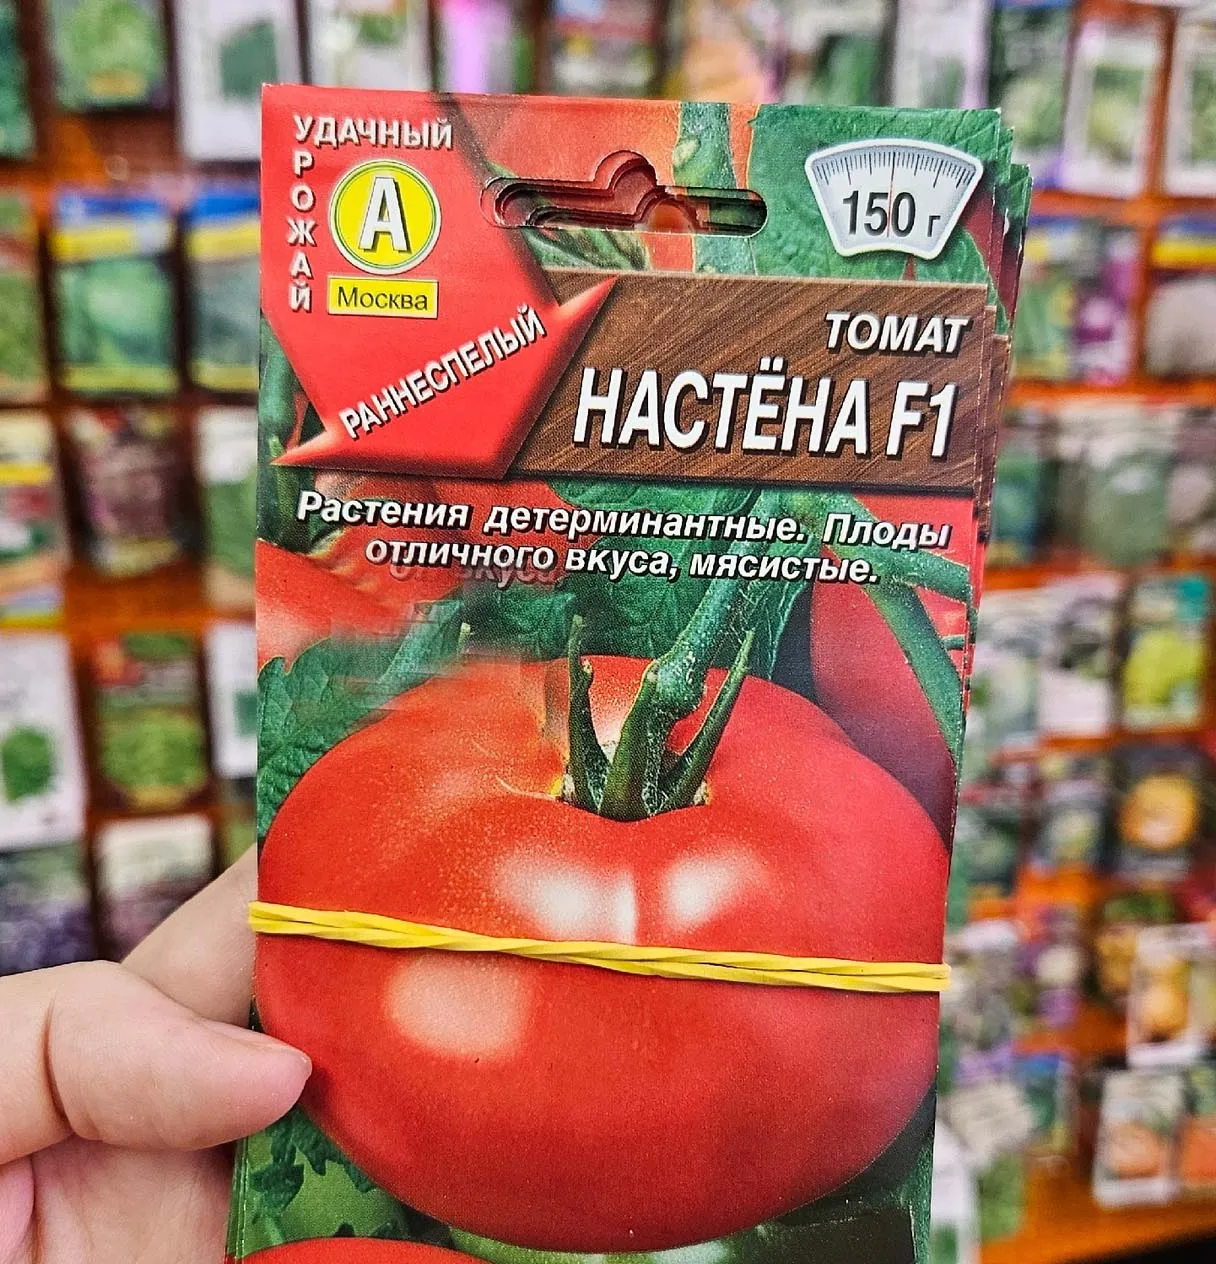 УДАЧНЫЙ
УРОЖАЙ
А
Москва
РАННЕСПЕЛЫЙ
150 г
ТОМАТ
НАСТЁНА F1
Растения детерминантные. Плоды
отличного вкуса, мясистые.